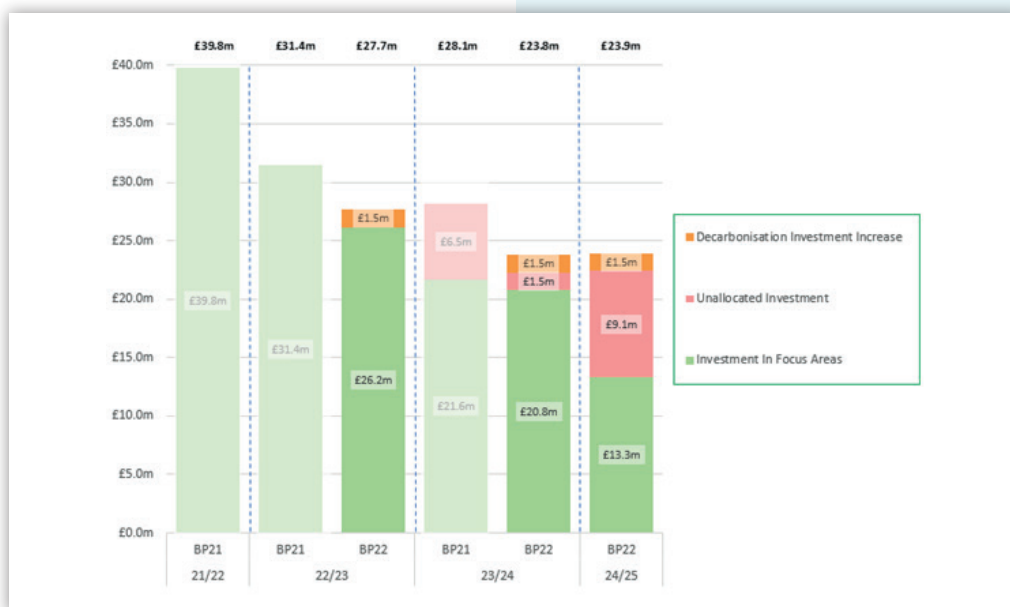 £39.8m £31.4m £27.7m £28.1m £23.8m £23.9m
£40.0m
£35.0m
£30.0m
£25.0m
£20.0m
£15.0m
£10.0m
£5.0m
£0.0m
£39.8m
£31.4m
£1.5m
£26.2m
£6.5m
£21.6m
£1.5m
£1.5m
£20.8m
£1.5m
£9.1m
£13.3m
BP21 BP21 BP22 BP21 BP22 BP22
21/22 22/23 23/24 24/25
Decarbonisation Investment Increase
Unallocated Investment
Investment In Focus Areas